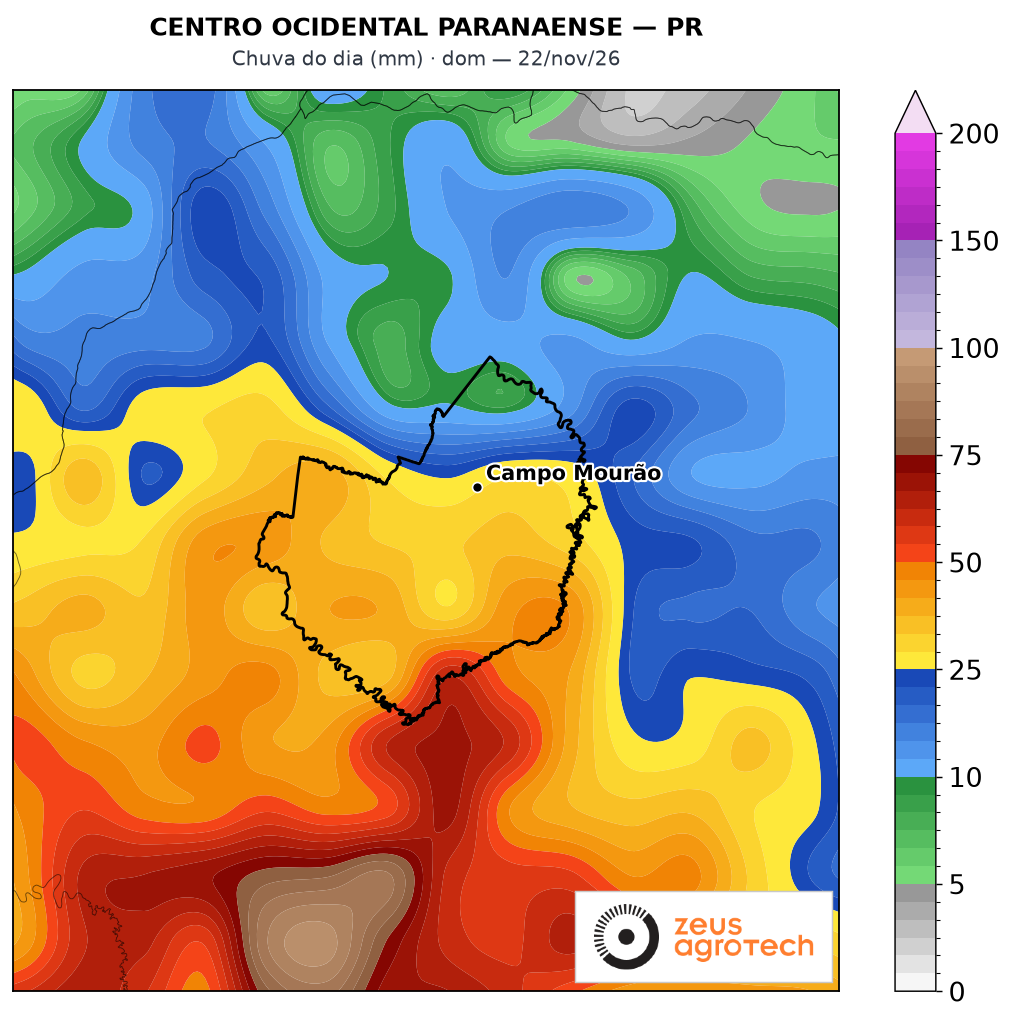 CENTRO OCIDENTAL PARANAENSE — PR
Chuva do dia (mm) · dom — 22/nov/26
Campo Mourão
200
150
100
75
50
25
10
5
0
zeus
agrotech